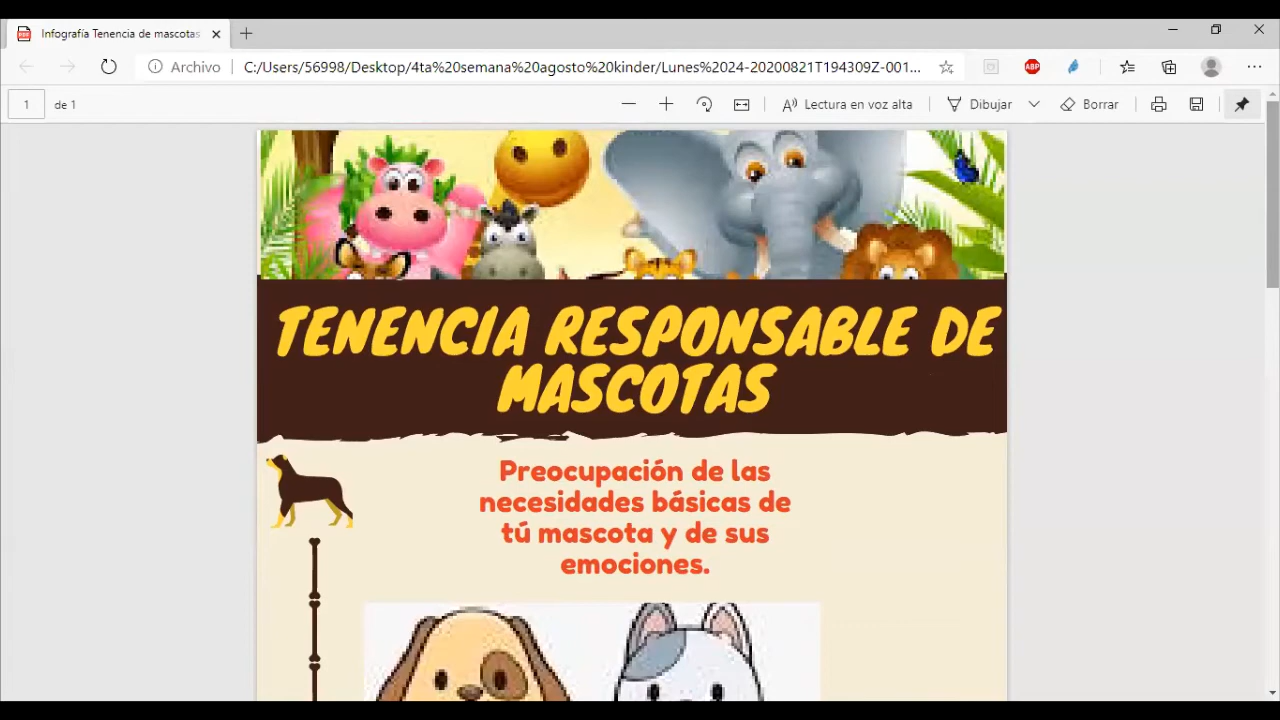 Infografía Tenencia de mascotas
Archivo
C:/Users/56998/Desktop/4ta%20semana%20agosto%20kinder/Lunes%2024-20200821T194309Z-001...
ABP
1
de 1
Lectura en voz alta
Dibujar
Borrar
TENENCIA RESPONSABLE DE
MASCOTAS
Preocupación de las
necesidades básicas de
tú mascota y de sus
emociones.